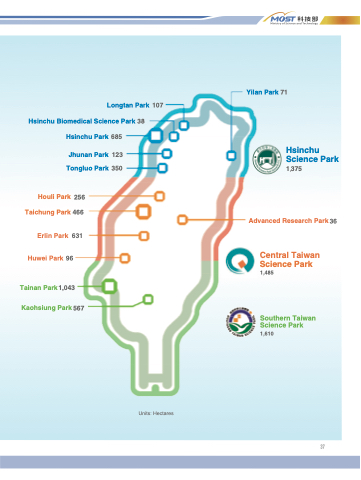 MOST 科技部
Ministry of Science and Technology
Yilan Park 71
Longtan Park 107
Hsinchu Biomedical Science Park 38
Hsinchu Park 685
Jhunan Park 123
Tongluo Park 350
Hsinchu
Science Park
1,375
Houli Park 256
Taichung Park 466
Advanced Research Park 36
Erlin Park 631
Huwei Park 96
Central Taiwan
Science Park
1,485
Tainan Park 1,043
Kaohsiung Park 567
Southern Taiwan
Science Park
1,610
Units: Hectares
37